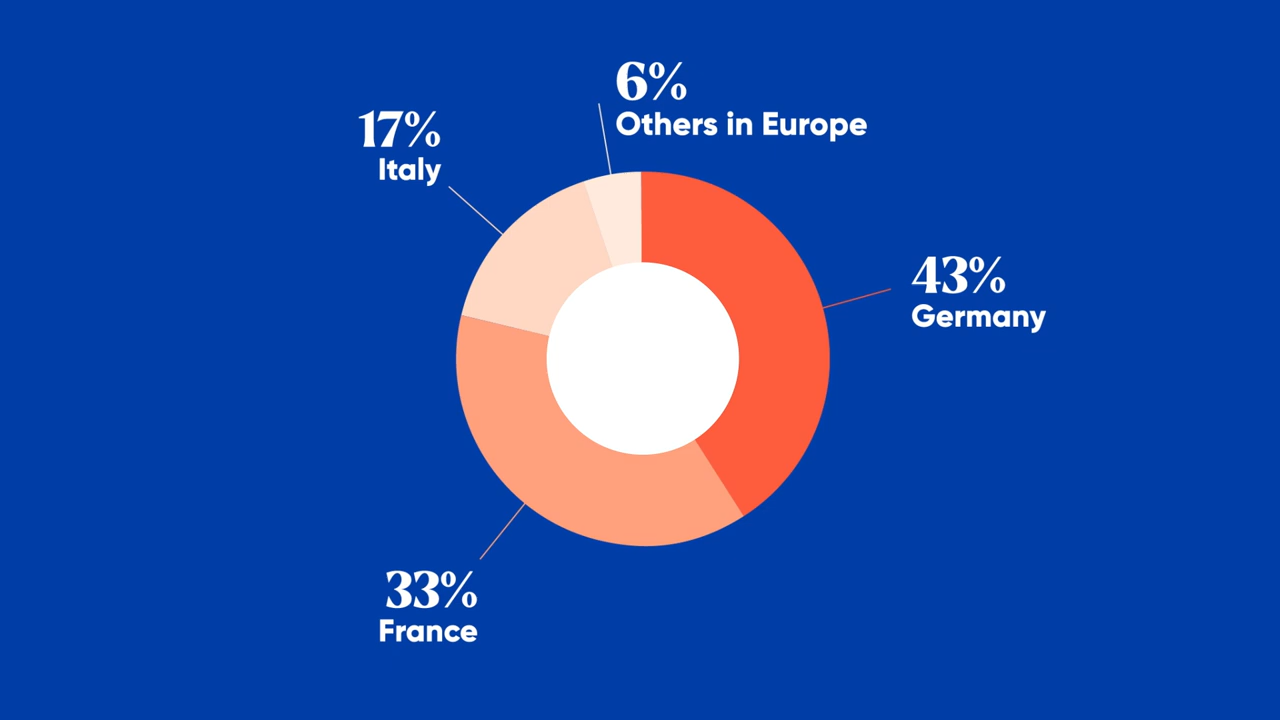 6%
Others in Europe
17%
Italy
43%
Germany
33%
France